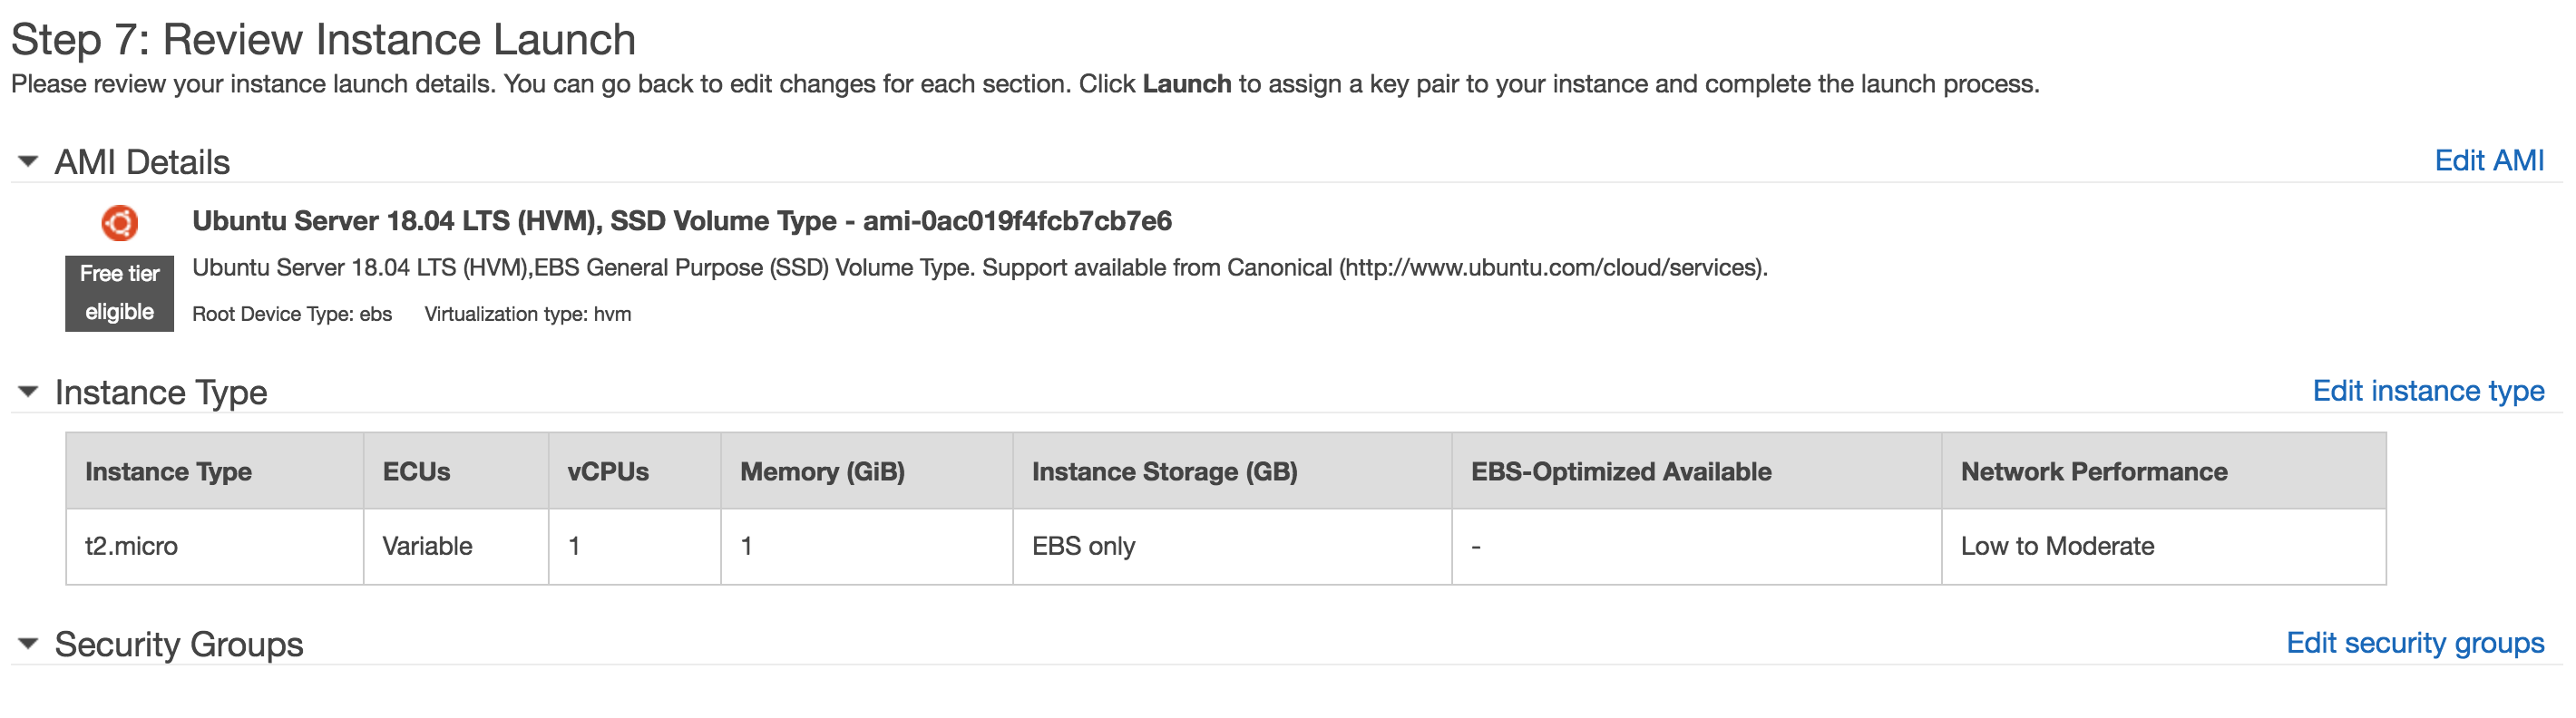 Step 7: Review Instance Launch
Please review your instance launch details. You can go back to edit changes for each section. Click Launch to assign a key pair to your instance and complete the launch process.
AMI Details
Edit AMI
Ubuntu Server 18.04 LTS (HVM), SSD Volume Type - ami-0ac019f4fcb7cb7e6
Free tier
eligible
Ubuntu Server 18.04 LTS (HVM),EBS General Purpose (SSD) Volume Type. Support available from Canonical (http://www.ubuntu.com/cloud/services).
Root Device Type: ebs Virtualization type: hvm
Instance Type
Edit instance type
Instance Type ECUs vCPUs Memory (GiB) Instance Storage (GB) EBS-Optimized Available Network Performance
t2.micro Variable 1 1 EBS only - Low to Moderate
Security Groups
Edit security groups